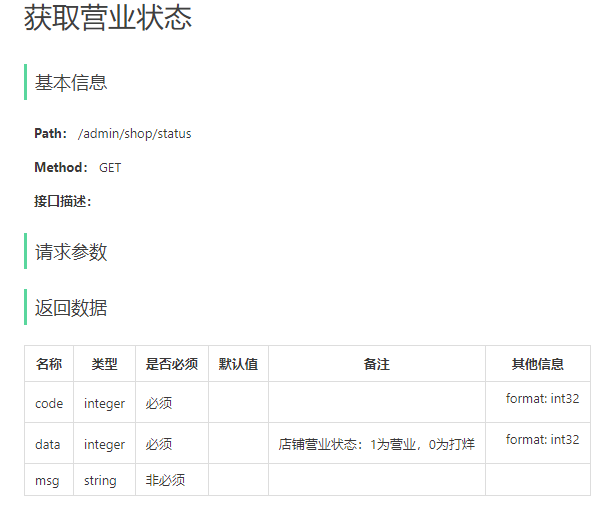 获取营业状态
基本信息
Path： /admin/shop/status
Method： GET
接口描述：
请求参数
返回数据
名称 类型 是否必须 默认值 备注 其他信息
code integer 必须 format: int32
data integer 必须 店铺营业状态：1为营业，0为打烊 format: int32
msg string 非必须